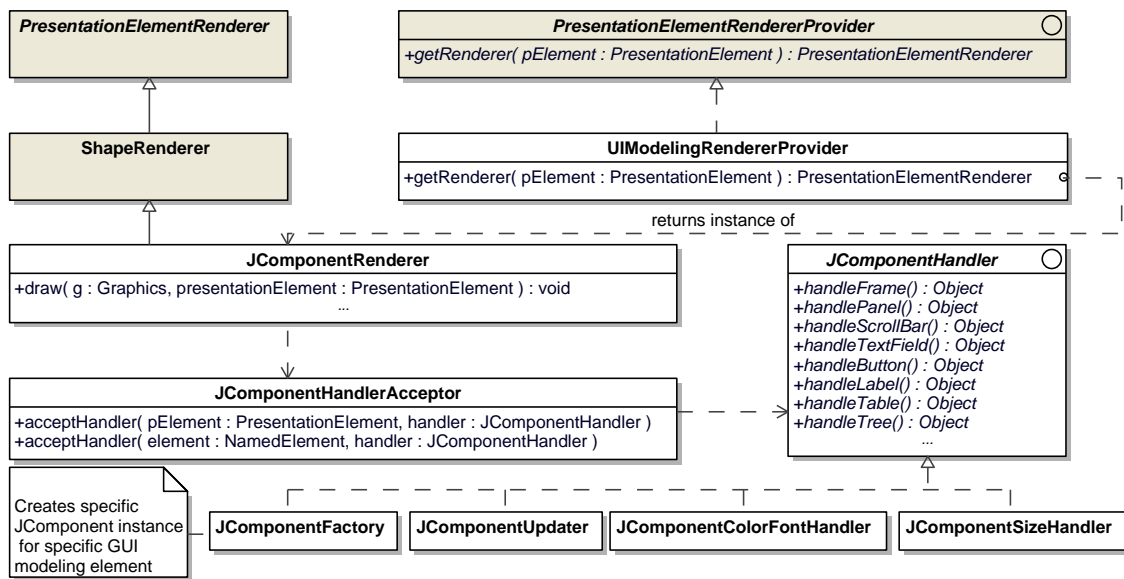 PresentationElementRenderer
PresentationElementRendererProvider
+getRenderer( pElement : PresentationElement ) : PresentationElementRenderer
ShapeRenderer
UIModelingRendererProvider
+getRenderer( pElement : PresentationElement ) : PresentationElementRenderer
returns instance of
JComponentRenderer
+draw( g : Graphics, presentationElement : PresentationElement ) : void
...
JComponentHandler
+handleFrame() : Object
+handlePanel() : Object
+handleScrollBar() : Object
+handleTextField() : Object
+handleButton() : Object
+handleLabel() : Object
+handleTable() : Object
+handleTree() : Object
...
JComponentHandlerAcceptor
+acceptHandler( pElement : PresentationElement, handler : JComponentHandler )
+acceptHandler( element : NamedElement, handler : JComponentHandler )
Creates specific
JComponent instance
for specific GUI
modeling element
JComponentFactory
JComponentUpdater
JComponentColorFontHandler
JComponentSizeHandler